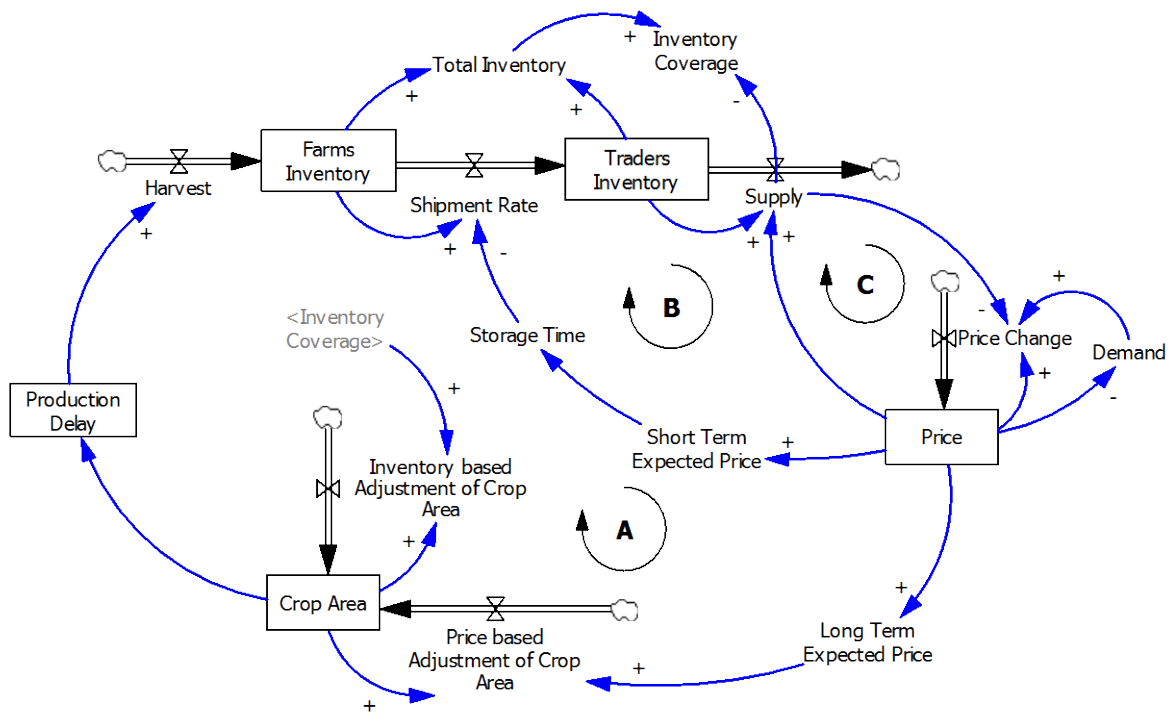 Inventory
Coverage
+
Total Inventory
+
+
-
Farms
Inventory
Traders
Inventory
Harvest
+
Shipment Rate
+
-
Supply
+
+
B
C
<Inventory
Coverage>
+
Storage Time
+
-
Price Change
+
Demand
-
Production
Delay
Short Term
Expected Price
+
Price
Inventory based
Adjustment of Crop
Area
+
A
Crop Area
Price based
Adjustment of Crop
Area
+
+
+
Long Term
Expected Price